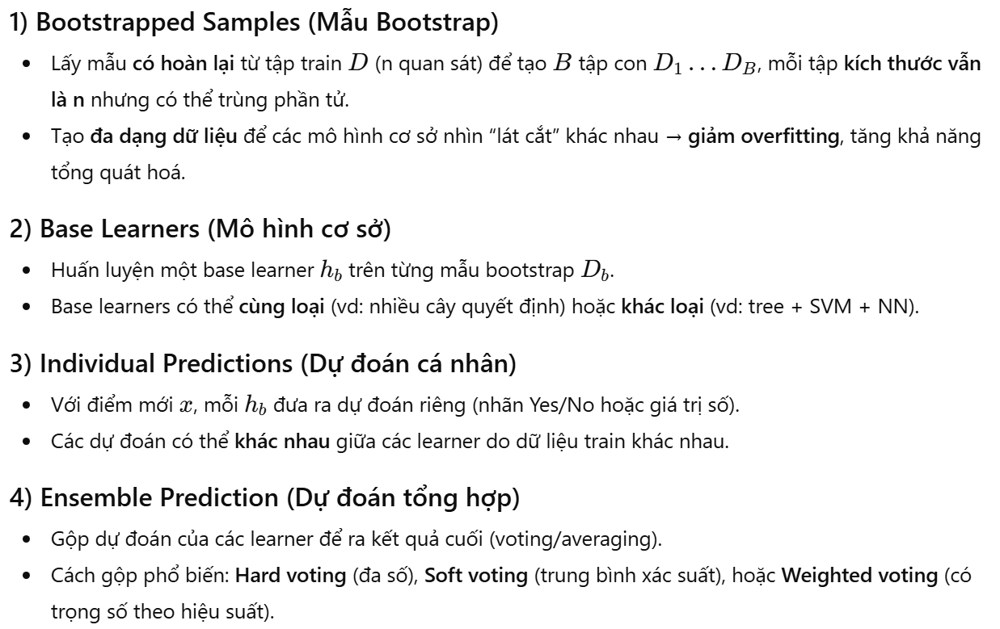 1) Bootstrapped Samples (Mẫu Bootstrap)
• Lấy mẫu có hoàn lại từ tập train D (n quan sát) để tạo B tập con D₁ … D_B, mỗi tập kích thước vẫn
là n nhưng có thể trùng phần tử.
• Tạo đa dạng dữ liệu để các mô hình cơ sở nhìn “lát cắt” khác nhau → giảm overfitting, tăng khả năng
tổng quát hoá.
2) Base Learners (Mô hình cơ sở)
• Huấn luyện một base learner h_b trên từng mẫu bootstrap D_b.
• Base learners có thể cùng loại (vd: nhiều cây quyết định) hoặc khác loại (vd: tree + SVM + NN).
3) Individual Predictions (Dự đoán cá nhân)
• Với điểm mới x, mỗi h_b đưa ra dự đoán riêng (nhãn Yes/No hoặc giá trị số).
• Các dự đoán có thể khác nhau giữa các learner do dữ liệu train khác nhau.
4) Ensemble Prediction (Dự đoán tổng hợp)
• Gộp dự đoán của các learner để ra kết quả cuối (voting/averaging).
• Cách gộp phổ biến: Hard voting (đa số), Soft voting (trung bình xác suất), hoặc Weighted voting (có
trọng số theo hiệu suất).